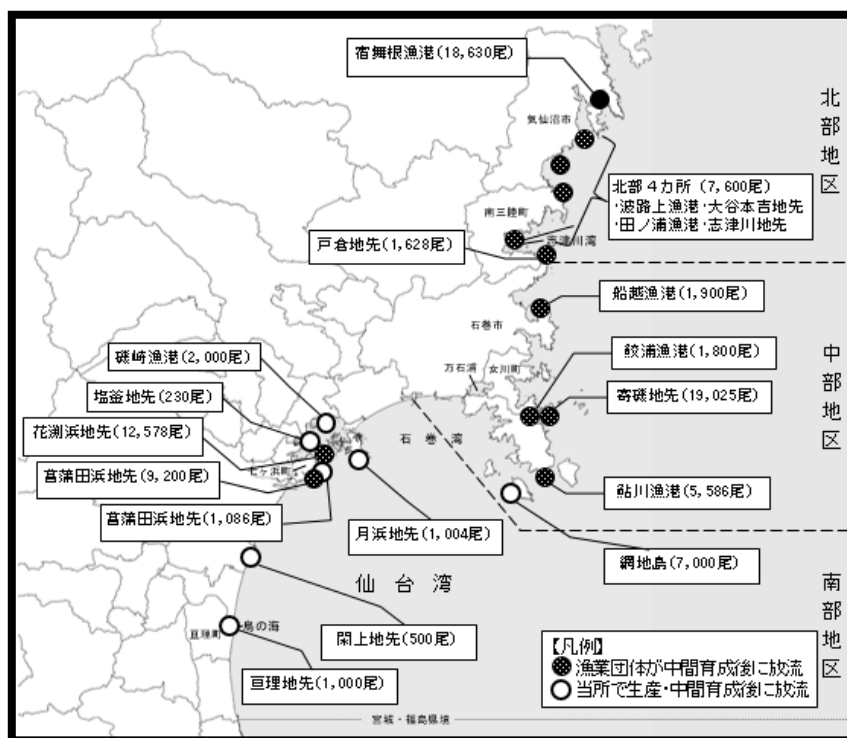 宿舞根漁港(18,630尾)
気仙沼市
北部地区
北部4カ所 (7,600尾)
・波路上漁港・大谷本吉地先
・田ノ浦漁港・志津川地先
南三陸町
志津川湾
戸倉地先(1,628尾)
船越漁港(1,900尾)
石巻市
磯崎漁港(2,000尾)
鮫浦漁港(1,800尾)
中部地区
万石浦
女川町
塩釜地先(230尾)
寄磯地先(19,025尾)
花渕浜地先(12,578尾)
石巻湾
七ヶ浜町
菖蒲田浜地先(9,200尾)
鮎川漁港(5,586尾)
菖蒲田浜地先(1,086尾)
月浜地先(1,004尾)
網地島(7,000尾)
仙台湾
南部地区
亘理町
鳥の海
閖上地先(500尾)
亘理地先(1,000尾)
【凡例】
漁業団体が中間育成後に放流
当所で生産・中間育成後に放流
宮城・福島県境